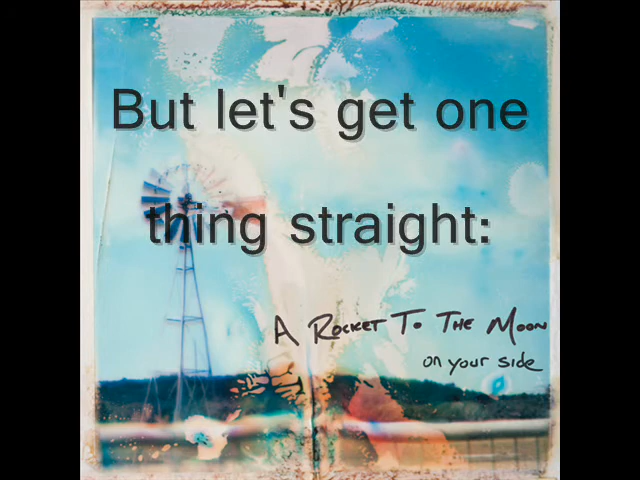 But let's get one
thing straight:
A ROCKET TO THE MOON
on your side